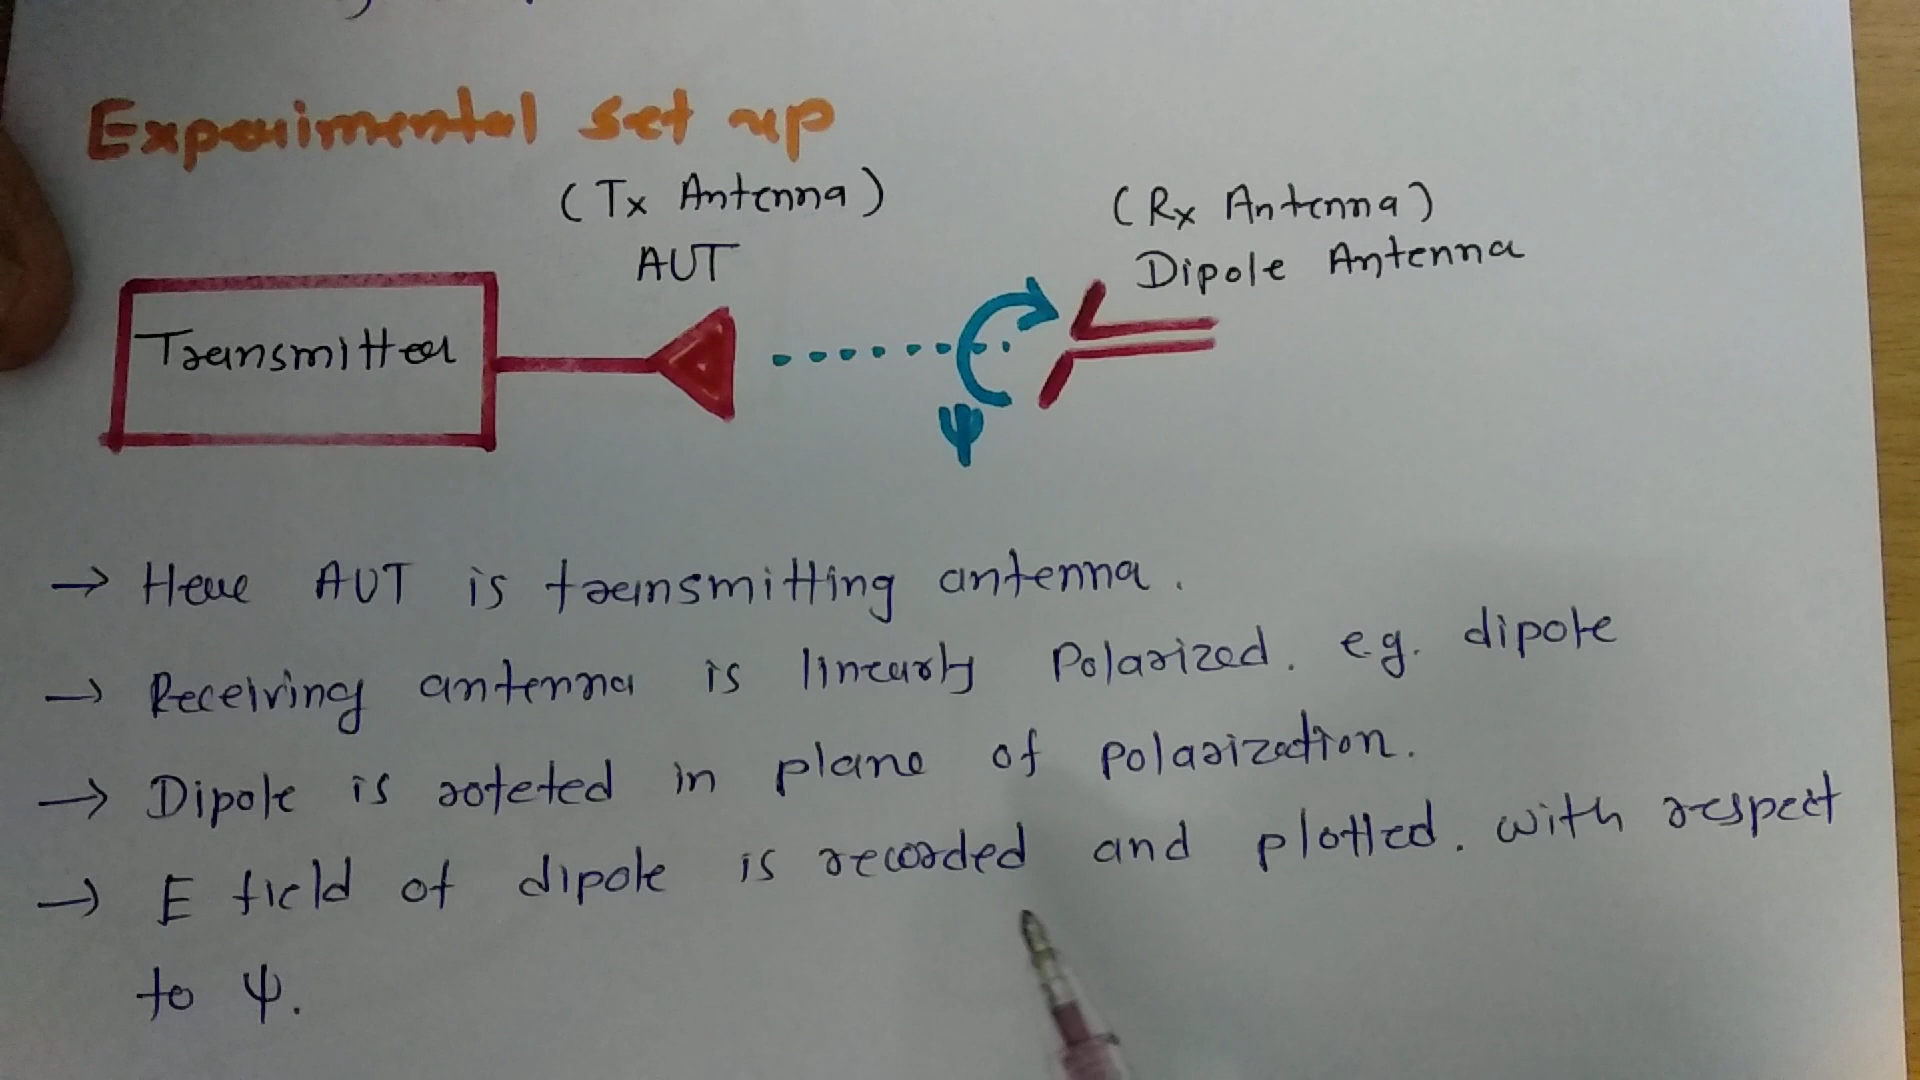 Experimental set up
(Tx Antenna)
AUT
(Rx Antenna)
Dipole Antenna
Transmitter
ψ
→ Here AUT is transmitting antenna.
→ Receiving antenna is linearly Polarized. e.g. dipole
→ Dipole is roteted in plane of polarization.
→ E field of dipole is recorded and plotted. with respect
to ψ.